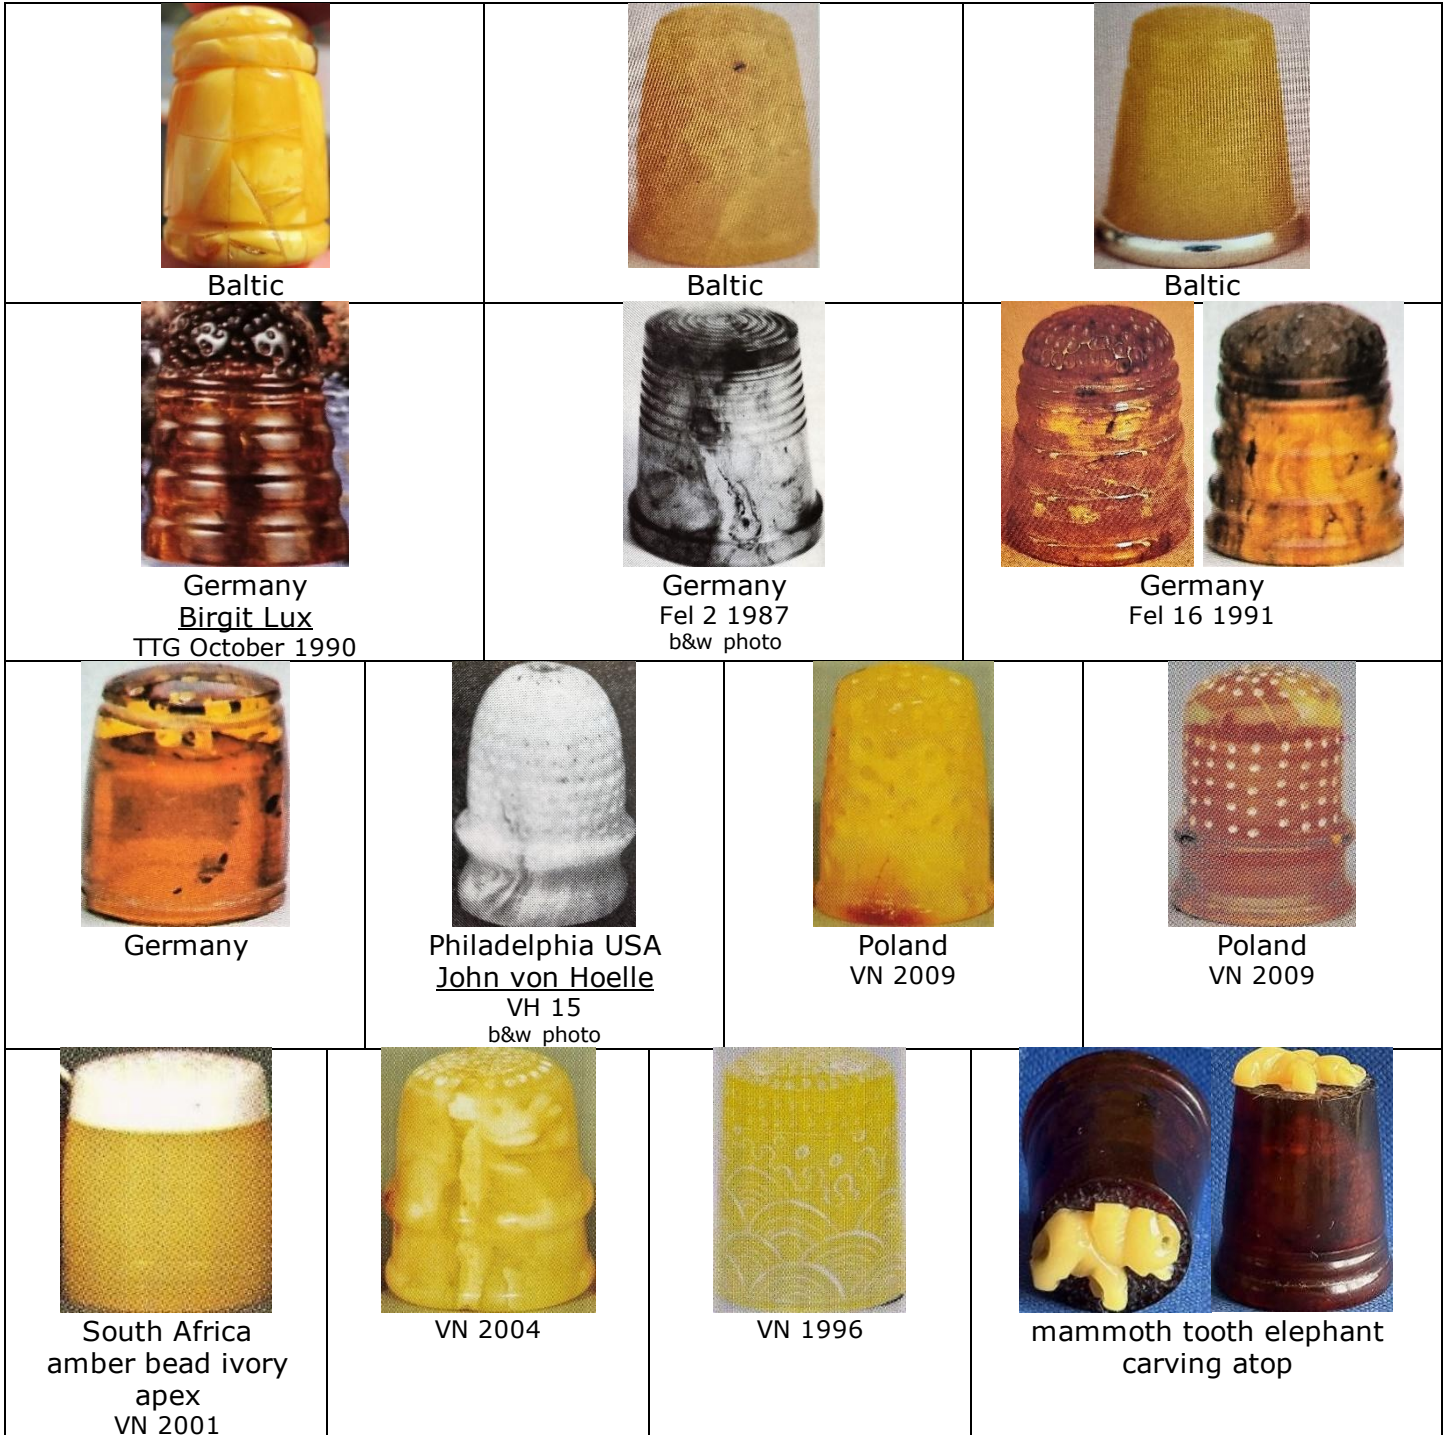 Baltic
Baltic
Baltic
Germany
Birgit Lux
TTG October 1990
Germany
Fel 2 1987
b&w photo
Germany
Fel 16 1991
Germany
Philadelphia USA
John von Hoelle
VH 15
b&w photo
Poland
VN 2009
Poland
VN 2009
South Africa
amber bead ivory
apex
VN 2001
VN 2004
VN 1996
mammoth tooth elephant
carving atop